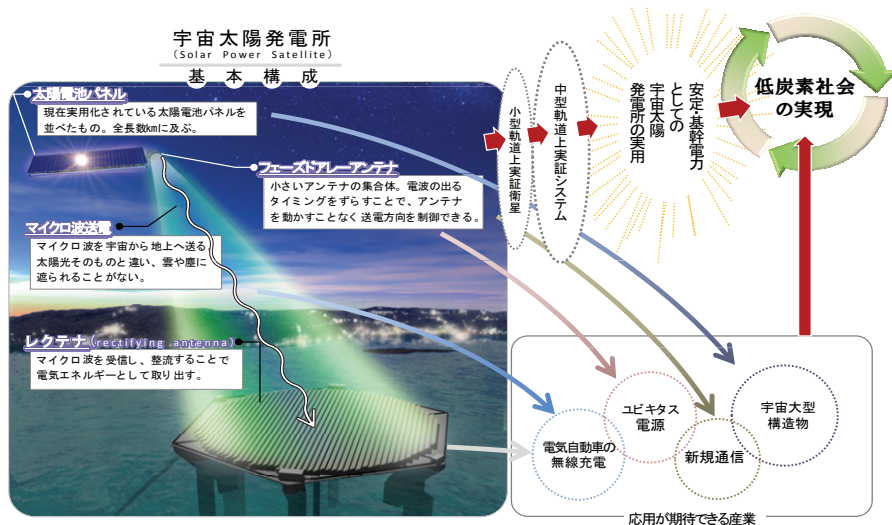 宇宙太陽発電所
(Solar Power Satellite)
基本構成
太陽電池パネル
現在実用化されている太陽電池パネルを
並べたもの。全長数kmに及ぶ。
フェーズドアレーアンテナ
小さいアンテナの集合体。電波の出る
タイミングをずらすことで、アンテナ
を動かすことなく送電方向を制御できる。
マイクロ波送電
マイクロ波を宇宙から地上へ送る
太陽光そのものと違い、雲や塵に
遮られることがない。
レクテナ(rectifying antenna)
マイクロ波を受信し、整流することで
電気エネルギーとして取り出す。
小型軌道上実証衛星
中型軌道上実証システム
安定・基幹電力
としての
宇宙太陽
発電所の実用
低炭素社会
の実現
電気自動車の
無線充電
ユビキタス
電源
新規通信
宇宙大型
構造物
応用が期待できる産業